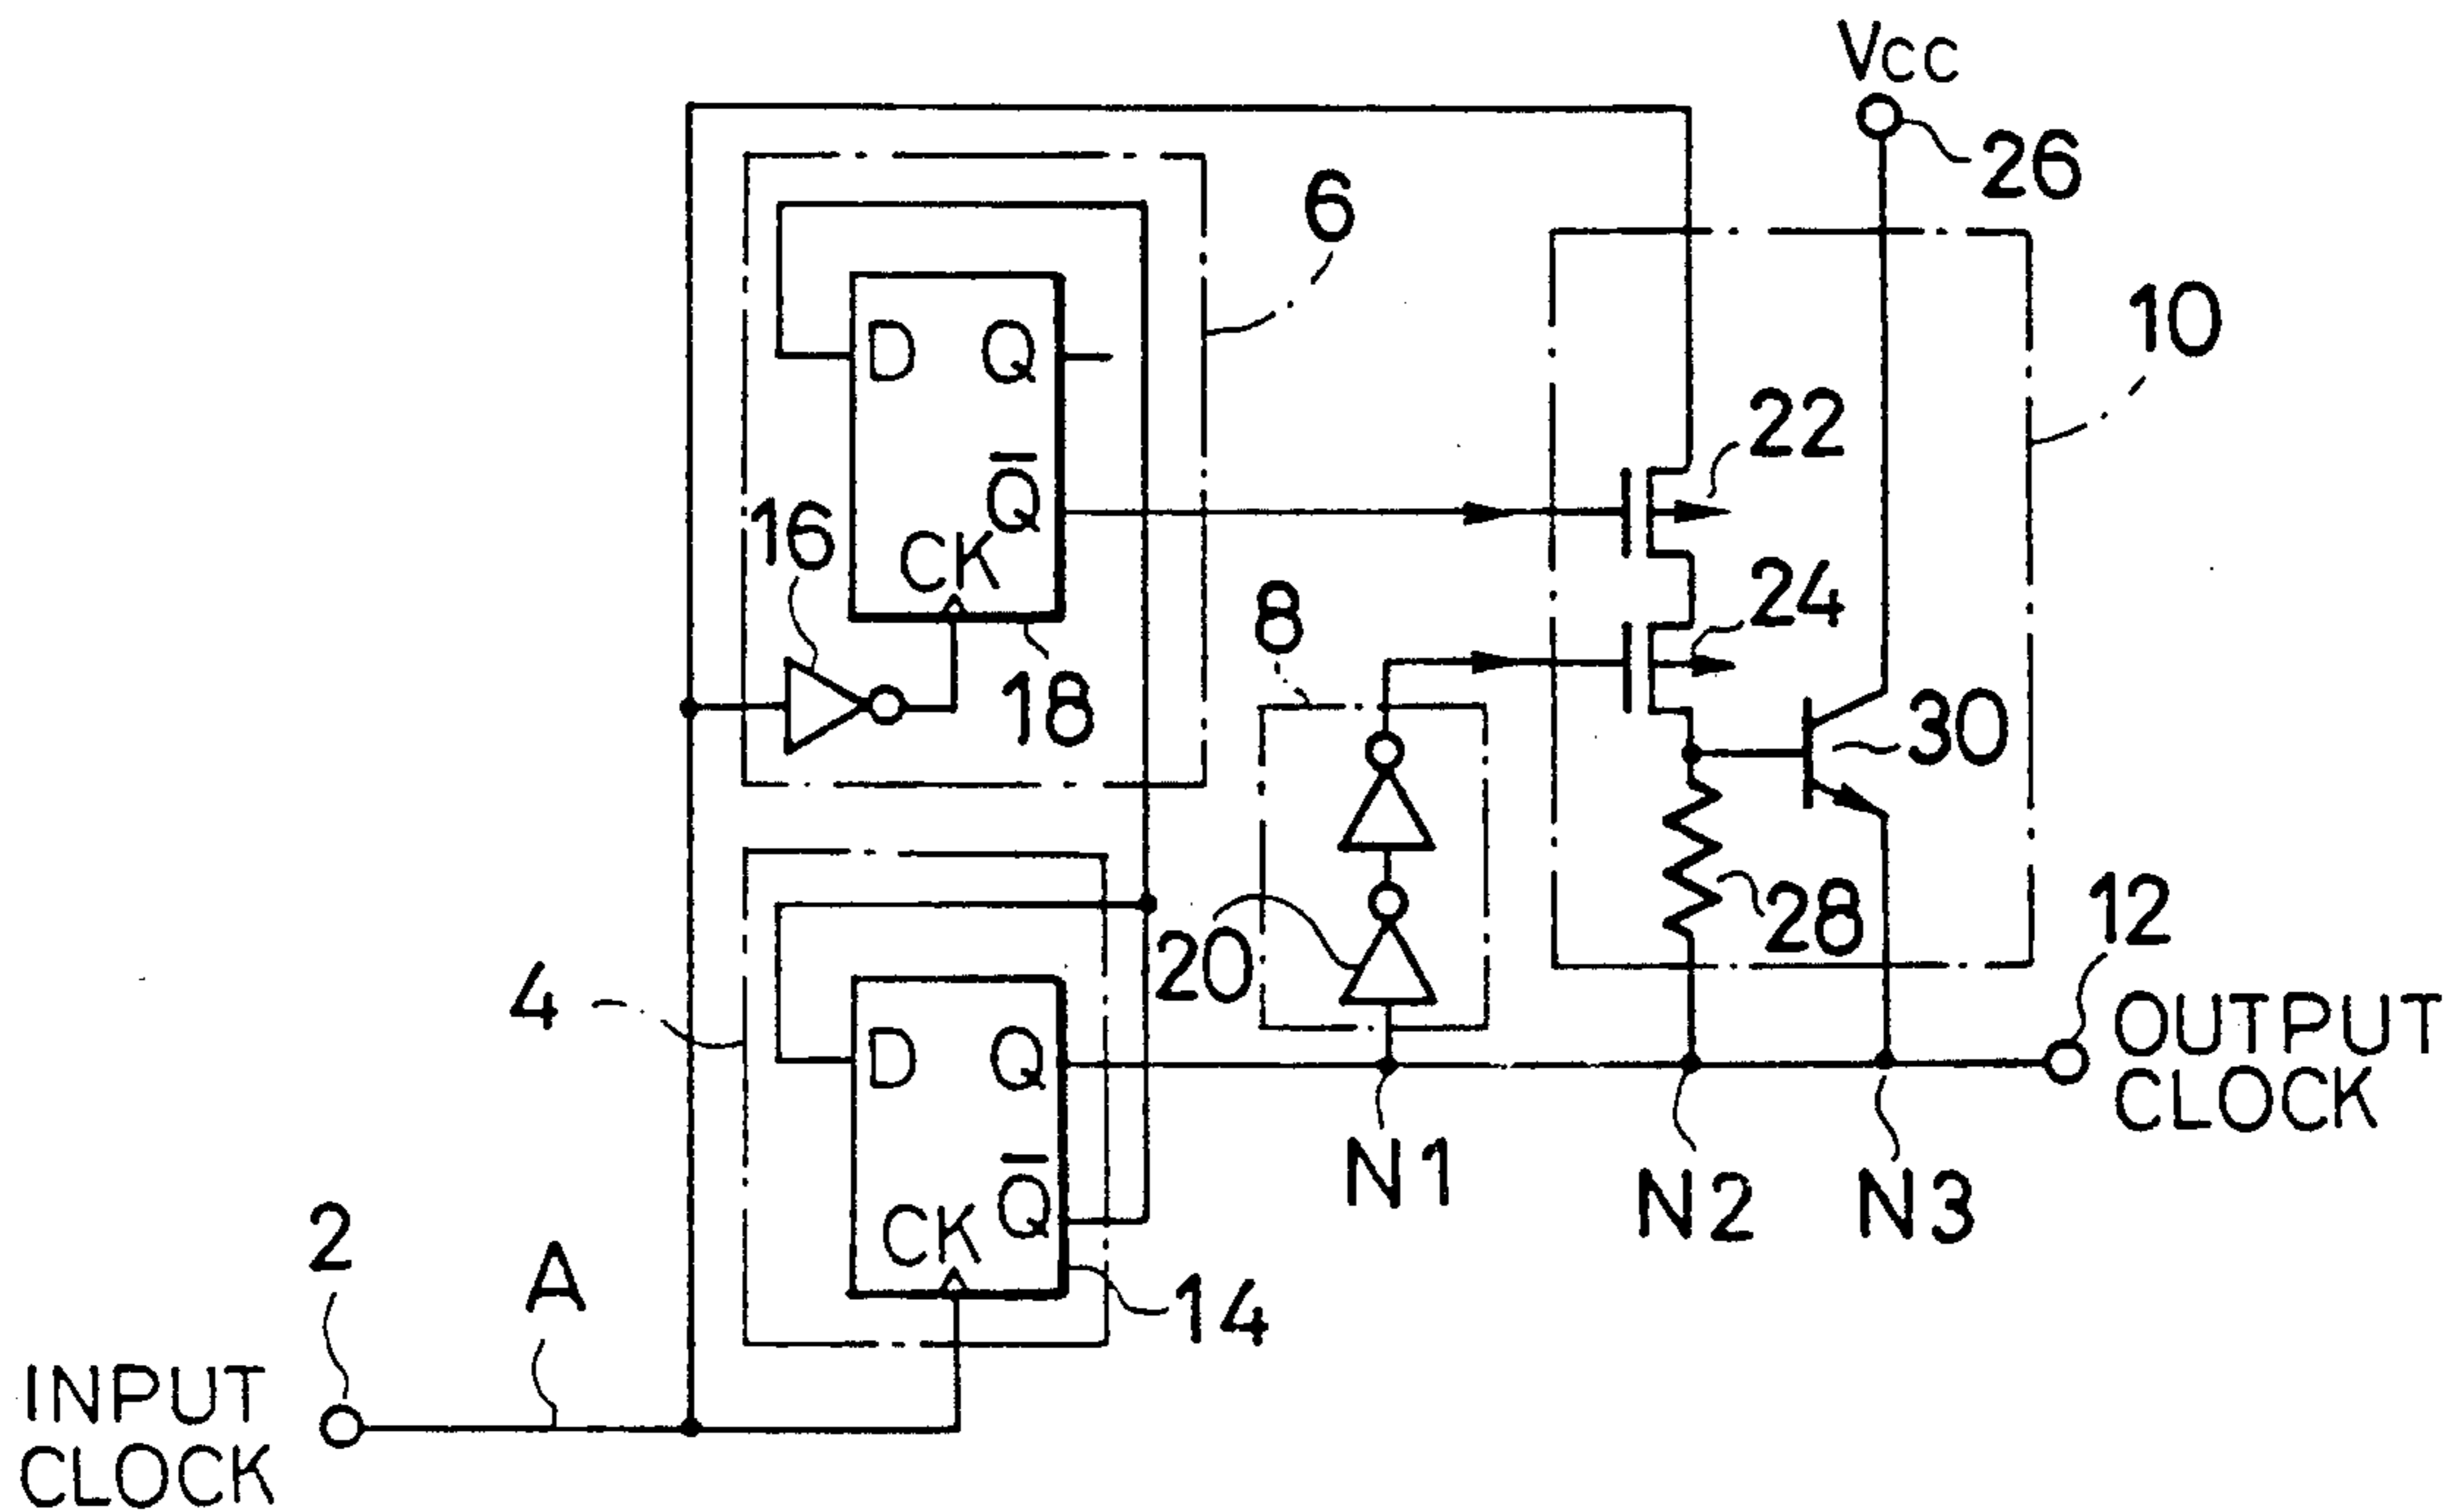 Vcc
26
6
10
D Q
22
Q̅
16
CK
24
8
18
30
28
12
20
4
D Q
OUTPUT
CLOCK
N1
Q̅
N2
N3
CK
2
A
14
INPUT
CLOCK